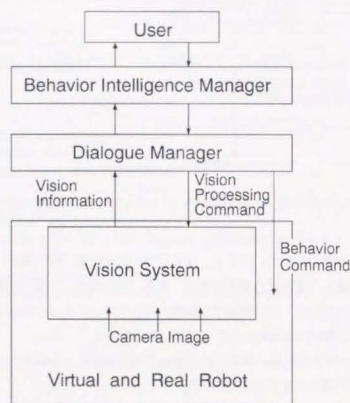 User
Behavior Intelligence Manager
Dialogue Manager
Vision
Information
Vision
Processing
Command
Behavior
Command
Vision System
Camera Image
Virtual and Real Robot